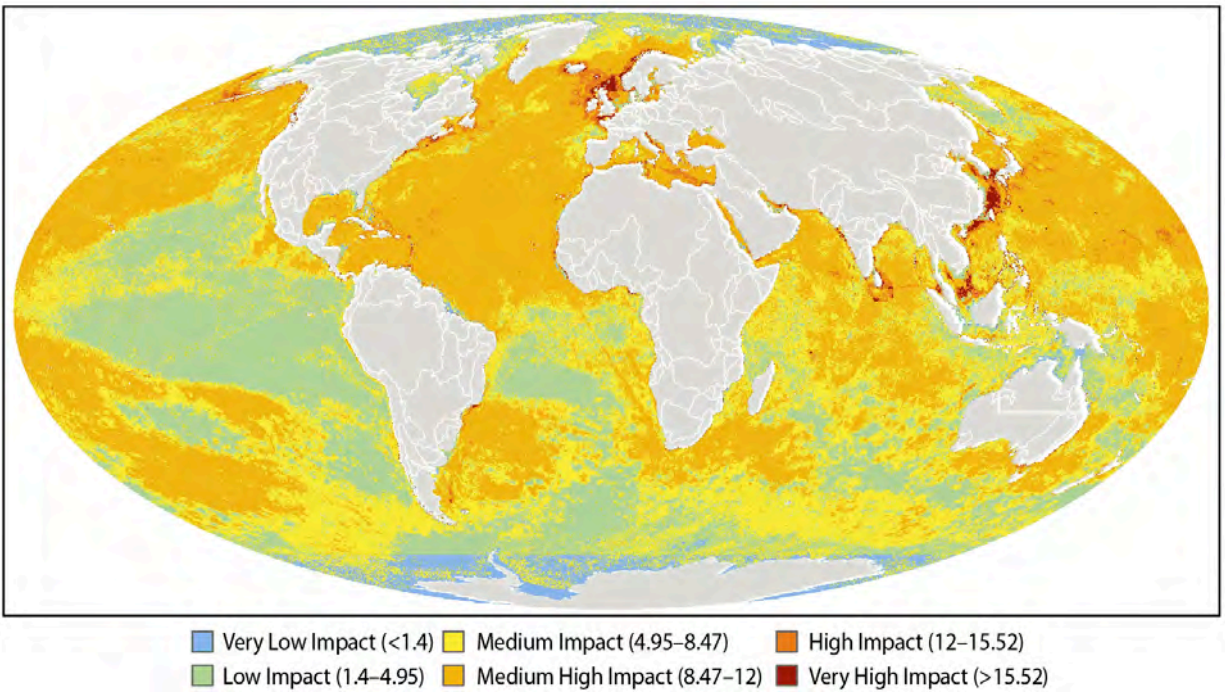 Very Low Impact (<1.4) Medium Impact (4.95–8.47) High Impact (12–15.52)
Low Impact (1.4–4.95) Medium High Impact (8.47–12) Very High Impact (>15.52)